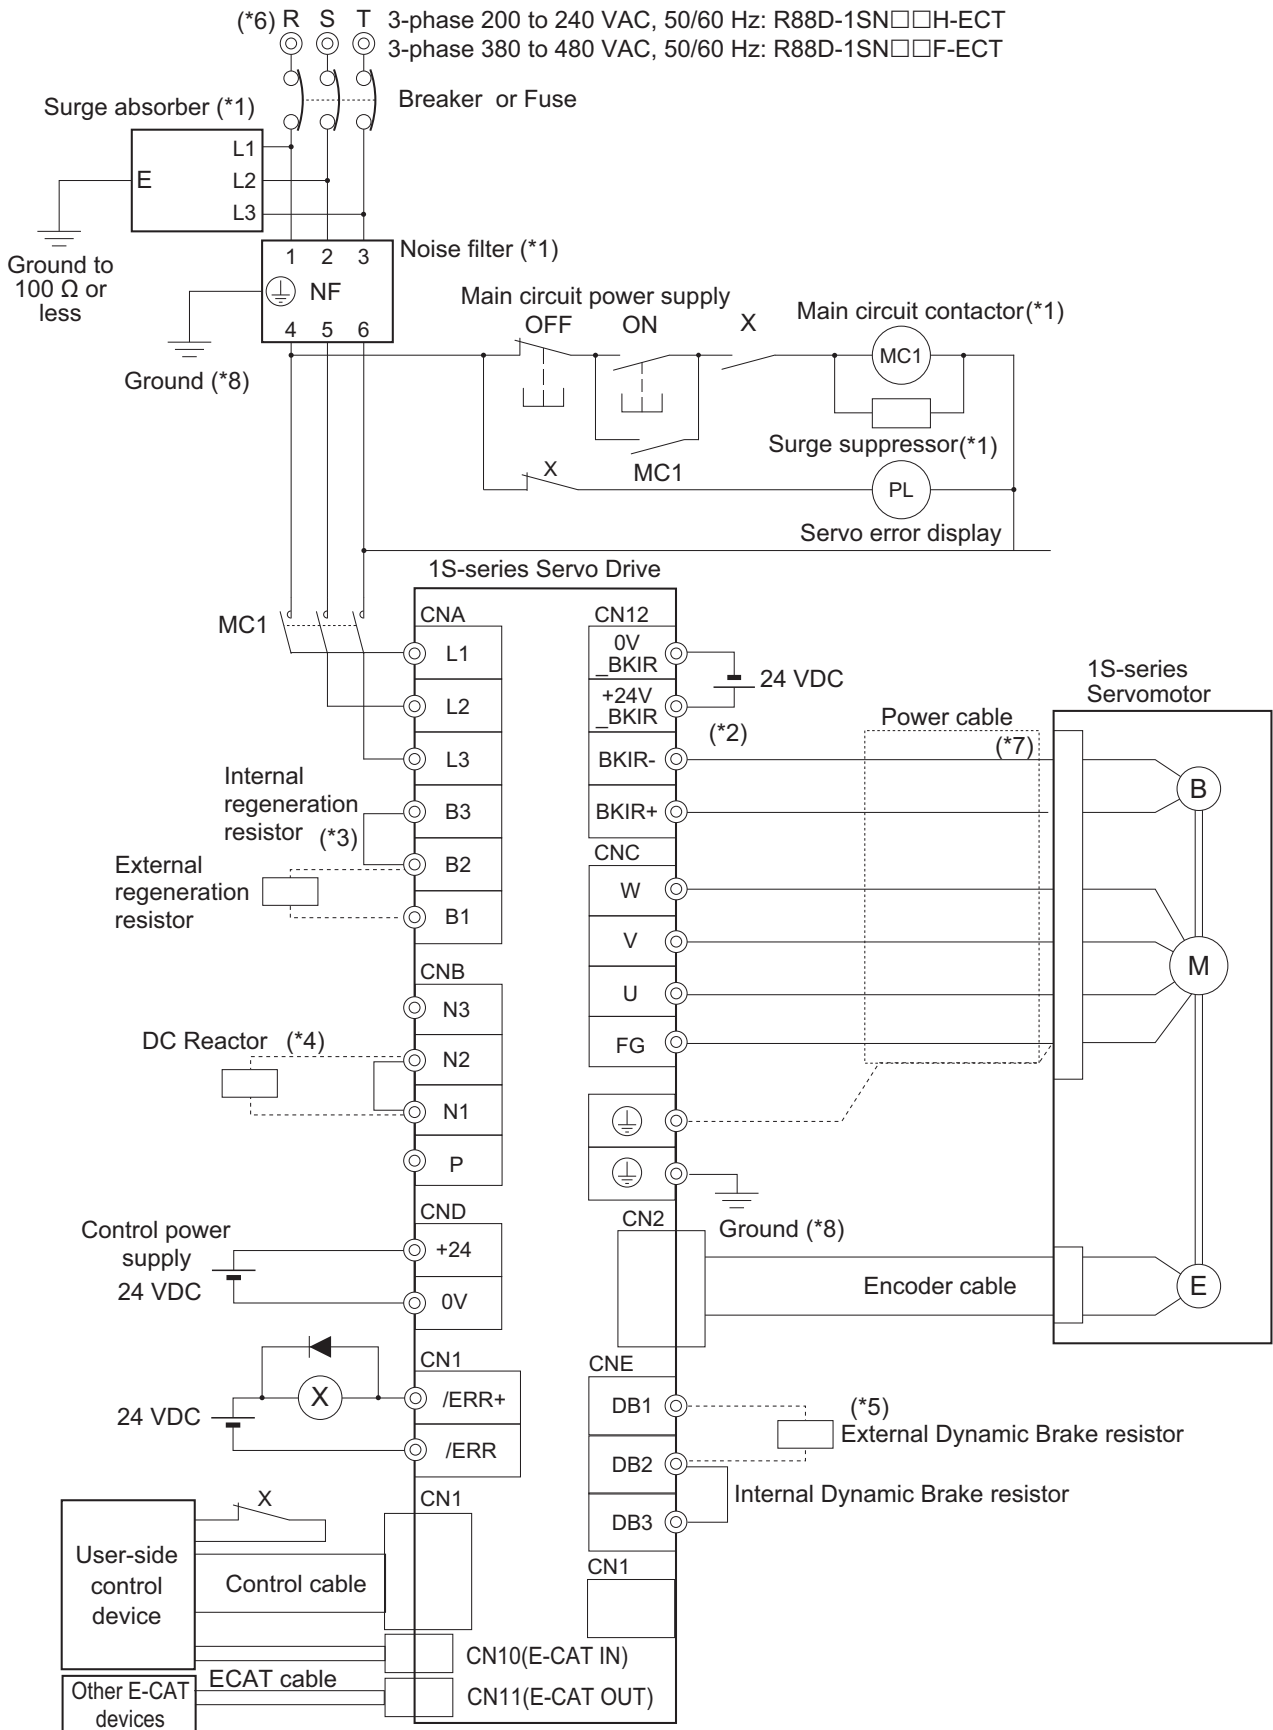 (*6) R S T 3-phase 200 to 240 VAC, 50/60 Hz: R88D-1SN□□H-ECT
3-phase 380 to 480 VAC, 50/60 Hz: R88D-1SN□□F-ECT
Breaker or Fuse
Surge absorber (*1)
L1
E L2
L3
Ground to
100 Ω or
less
1 2 3
Noise filter (*1)
NF
4 5 6
Ground (*8)
Main circuit power supply
OFF ON X
Main circuit contactor(*1)
MC1
Surge suppressor(*1)
MC1
X
PL
Servo error display
1S-series Servo Drive
MC1
CNA
L1
L2
L3
B3
B2
B1
Internal
regeneration
resistor (*3)
External
regeneration
resistor
CNB
N3
N2
N1
P
DC Reactor (*4)
CND
+24
0V
Control power
supply
24 VDC
CN1
/ERR+
/ERR
X
24 VDC
CN1
X
User-side
control
device
Control cable
CN10(E-CAT IN)
ECAT cable
CN11(E-CAT OUT)
Other E-CAT
devices
CN12
0V
_BKIR
+24V
_BKIR
BKIR-
BKIR+
24 VDC
(*2)
CNC
W
V
U
FG
Power cable
(*7)
1S-series
Servomotor
B
M
E
Ground (*8)
CN2
Encoder cable
CNE
DB1
DB2
DB3
(*5)
External Dynamic Brake resistor
Internal Dynamic Brake resistor
CN1